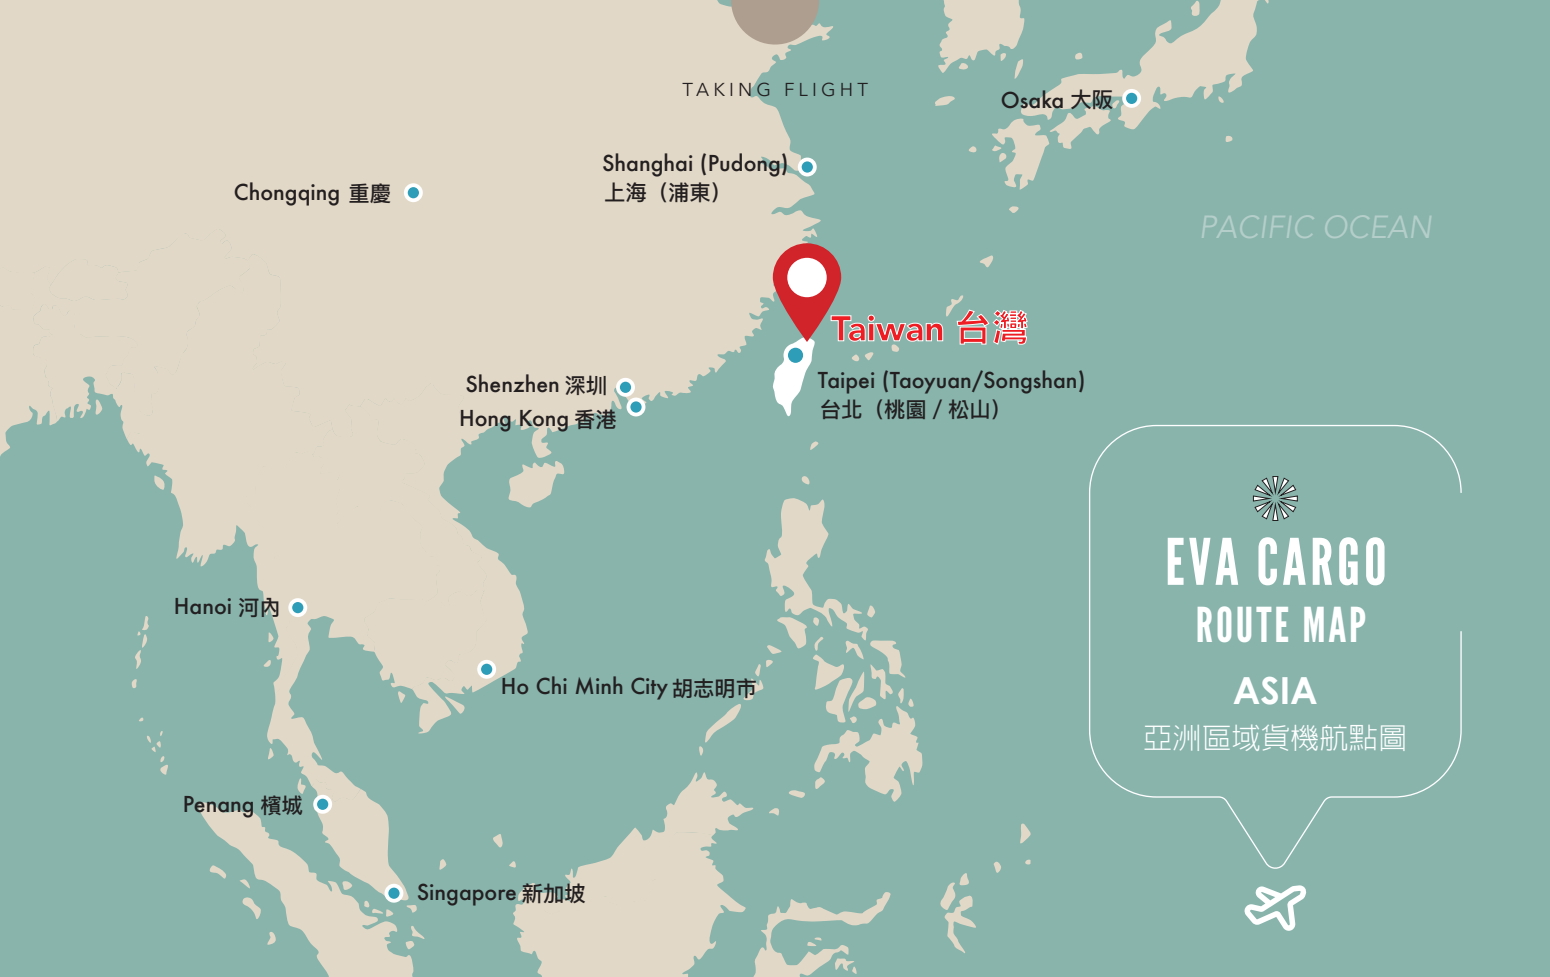 TAKING FLIGHT
Osaka 大阪
Shanghai (Pudong)
上海（浦東）
Chongqing 重慶
PACIFIC OCEAN
Taiwan 台灣
Taipei (Taoyuan/Songshan)
台北（桃園 / 松山）
Shenzhen 深圳
Hong Kong 香港
Hanoi 河內
Ho Chi Minh City 胡志明市
Penang 檳城
Singapore 新加坡
EVA CARGO
ROUTE MAP
ASIA
亞洲區域貨機航點圖